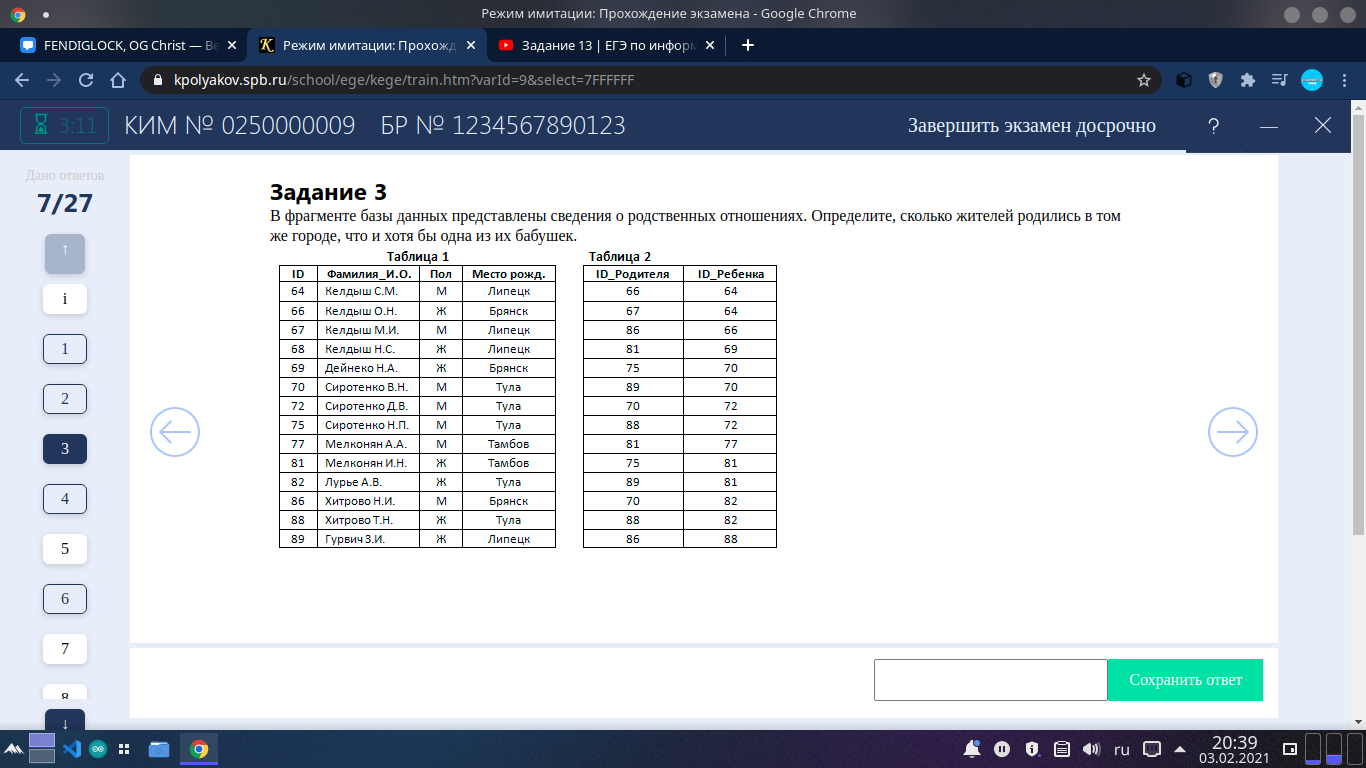 Режим имитации: Прохождение экзамена - Google Chrome
FENDIGLOCK, OG Christ — Ве
Режим имитации: Прохожд
Задание 13 | ЕГЭ по информ
kpolyakov.spb.ru/school/ege/kege/train.htm?varId=9&select=7FFFFFF
3:11 КИМ № 0250000009 БР № 1234567890123 Завершить экзамен досрочно ?
Дано ответов
7/27
↑
i
1
2
3
4
5
6
7
8
↓
Задание 3
В фрагменте базы данных представлены сведения о родственных отношениях. Определите, сколько жителей родились в том
же городе, что и хотя бы одна из их бабушек.
Таблица 1
ID Фамилия_И.О. Пол Место рожд.
64 Келдыш С.М. М Липецк
66 Келдыш О.Н. Ж Брянск
67 Келдыш М.И. М Липецк
68 Келдыш Н.С. Ж Липецк
69 Дейнеко Н.А. Ж Брянск
70 Сиротенко В.Н. М Тула
72 Сиротенко Д.В. М Тула
75 Сиротенко Н.П. М Тула
77 Мелконян А.А. М Тамбов
81 Мелконян И.Н. Ж Тамбов
82 Лурье А.В. Ж Тула
86 Хитрово Н.И. М Брянск
88 Хитрово Т.Н. Ж Тула
89 Гурвич З.И. Ж Липецк
Таблица 2
ID_Родителя ID_Ребенка
66 64
67 64
86 66
81 69
75 70
89 70
70 72
88 72
81 77
75 81
89 81
70 82
88 82
86 88
Сохранить ответ
ru
20:39
03.02.2021